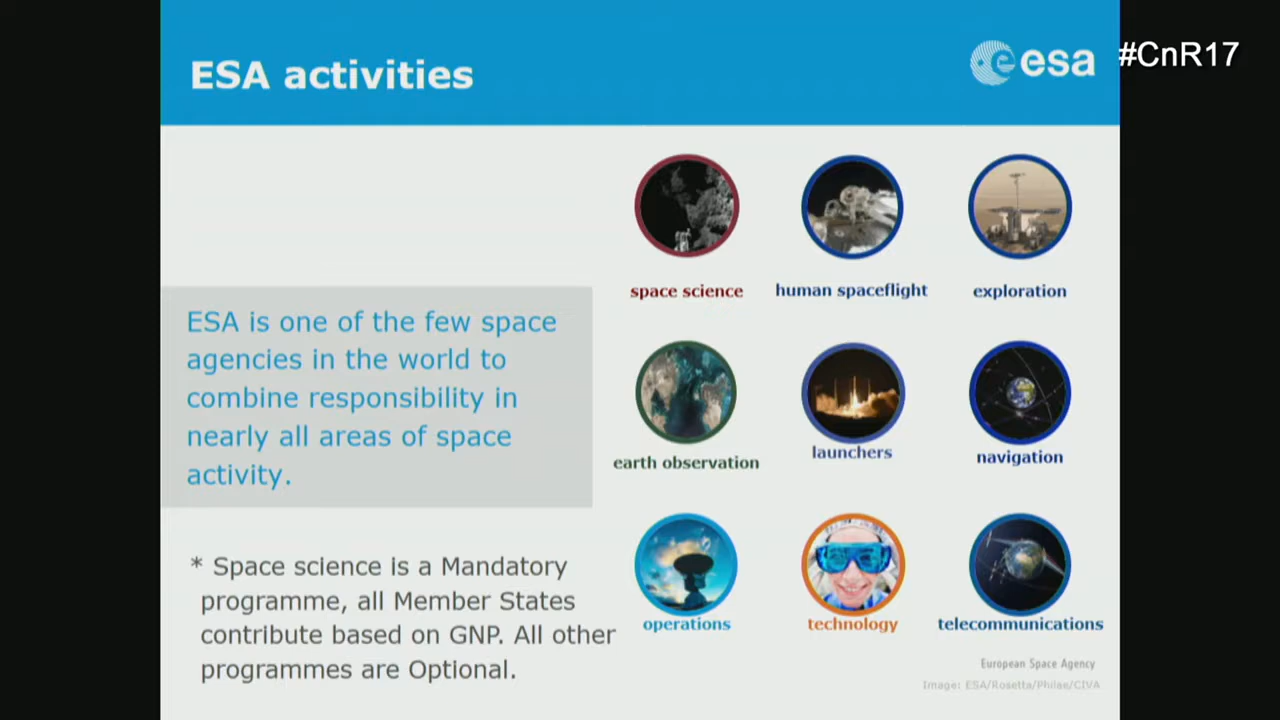 ESA activities
esa
#CnR17
space science
human spaceflight
exploration
ESA is one of the few space
agencies in the world to
combine responsibility in
nearly all areas of space
activity.
earth observation
launchers
navigation
* Space science is a Mandatory
programme, all Member States
contribute based on GNP. All other
programmes are Optional.
operations
technology
telecommunications
European Space Agency
Image: ESA/Rosetta/Philae/CIVA